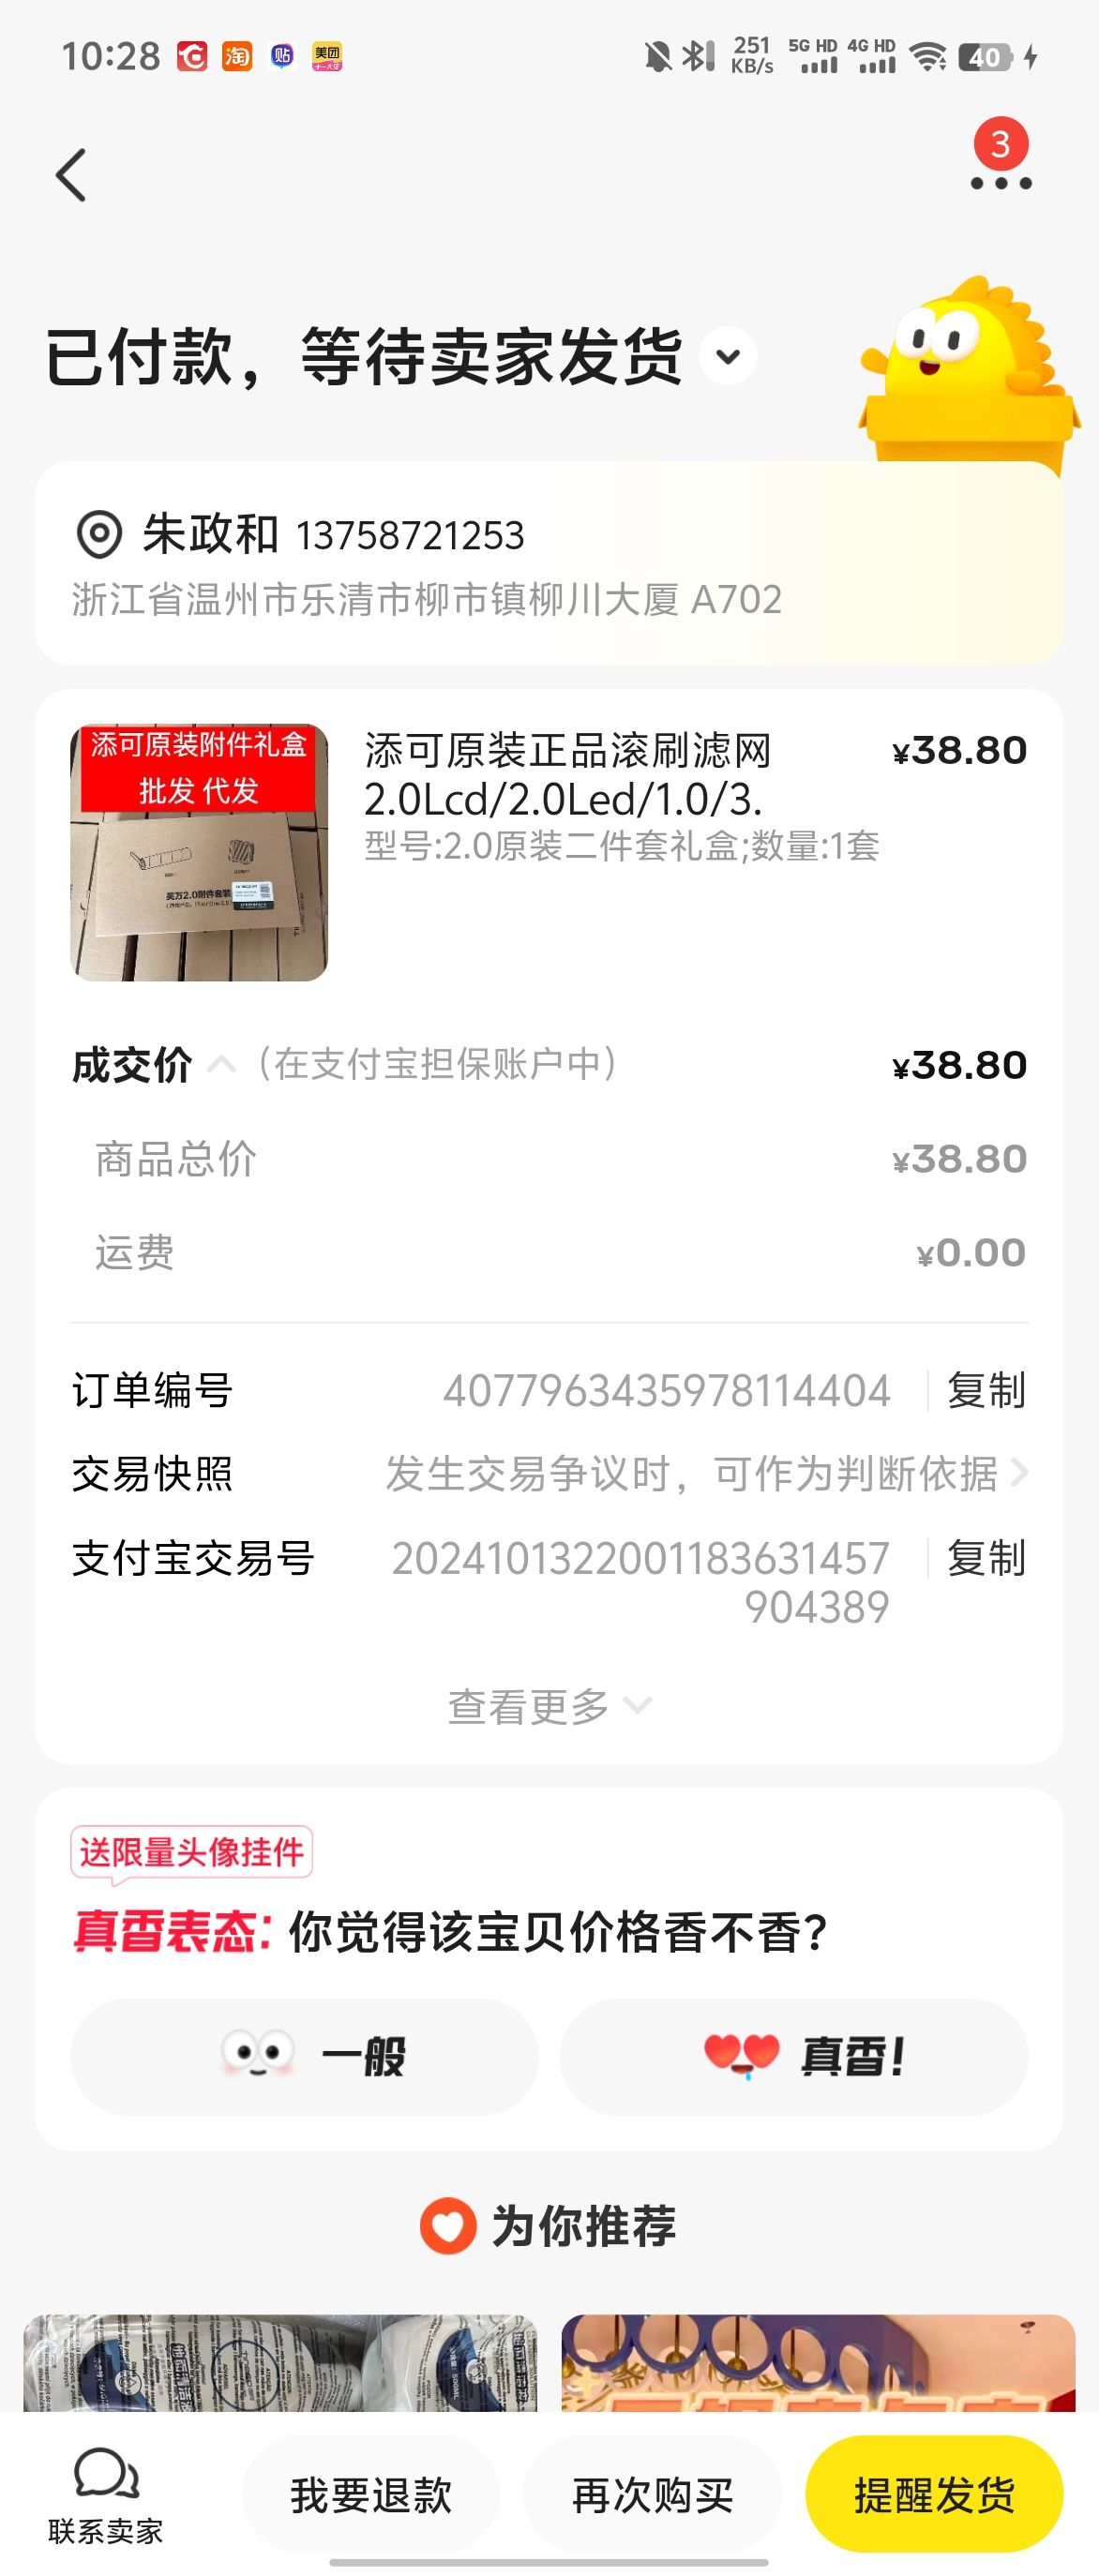 10:28
淘
贴
美团
251
KB/s
5G HD
4G HD
40
3
已付款，等待卖家发货
朱政和 13758721253
浙江省温州市乐清市柳市镇柳川大厦 A702
添可原装附件礼盒
批发 代发
芙万2.0附件套装
添可原装正品滚刷滤网
2.0Lcd/2.0Led/1.0/3.
¥38.80
型号:2.0原装二件套礼盒;数量:1套
成交价（在支付宝担保账户中）
¥38.80
商品总价
¥38.80
运费
¥0.00
订单编号
4077963435978114404
复制
交易快照
发生交易争议时，可作为判断依据
支付宝交易号
2024101322001183631457
904389
复制
查看更多
送限量头像挂件
真香表态：你觉得该宝贝价格香不香？
一般
真香！
为你推荐
联系卖家
我要退款
再次购买
提醒发货